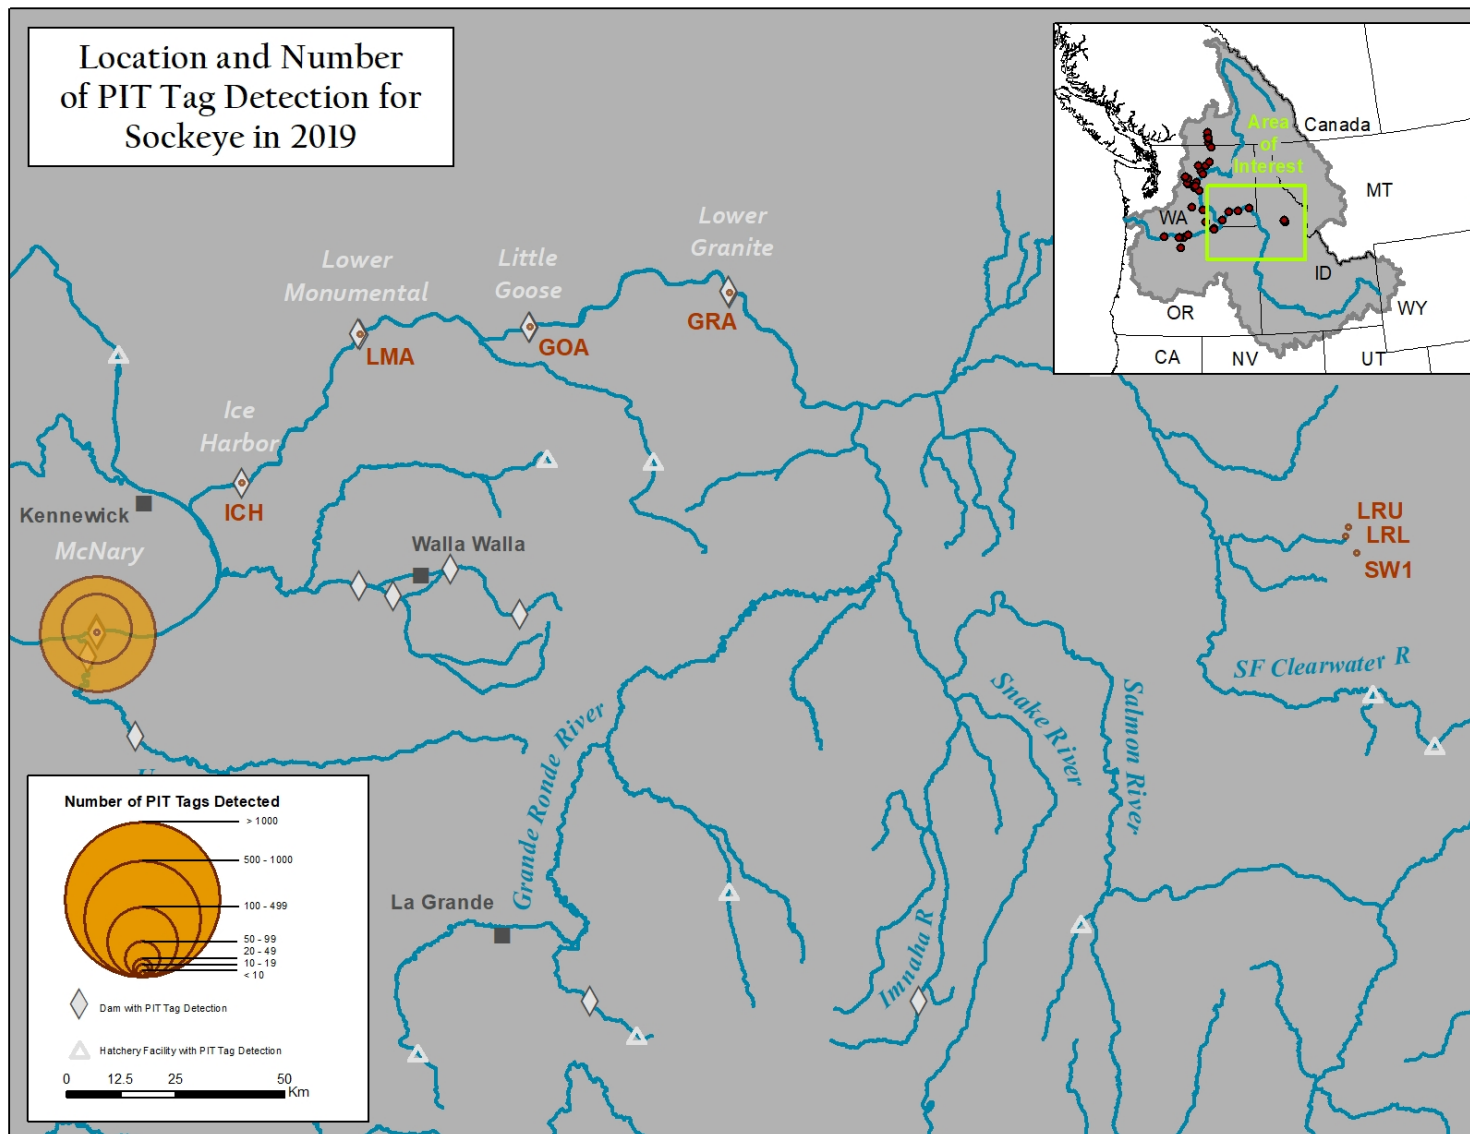 Location and Number
of PIT Tag Detection for
Sockeye in 2019
Area
of
Interest
Canada
MT
WA
ID
OR
WY
CA
NV
UT
Lower
Granite
Little
Goose
Lower
Monumental
GRA
GOA
LMA
Ice
Harbor
ICH
Kennewick
McNary
Walla Walla
LRU
LRL
SW1
SF Clearwater R
Snake River
Salmon River
Grande Ronde River
La Grande
Imnaha R
Number of PIT Tags Detected
> 1000
500 - 1000
100 - 499
50 - 99
20 - 49
10 - 19
< 10
Dam with PIT Tag Detection
Hatchery Facility with PIT Tag Detection
0 12.5 25 50
Km